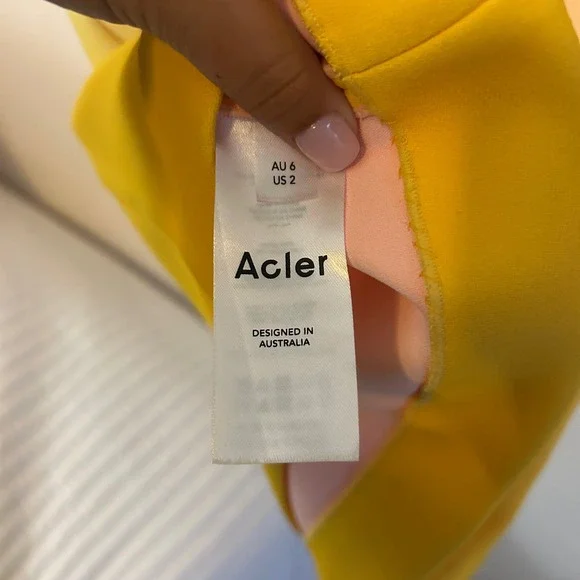 AU 6
US 2
Acler
DESIGNED IN
AUSTRALIA